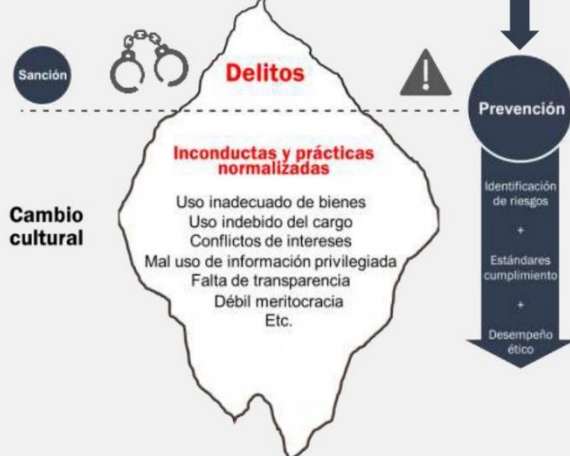 Sanción
Delitos
Prevención
Inconductas y prácticas
normalizadas
Cambio
cultural
Uso inadecuado de bienes
Uso indebido del cargo
Conflictos de intereses
Mal uso de información privilegiada
Falta de transparencia
Débil meritocracia
Etc.
Identificación
de riesgos
+
Estándares
cumplimiento
+
Desempeño
ético